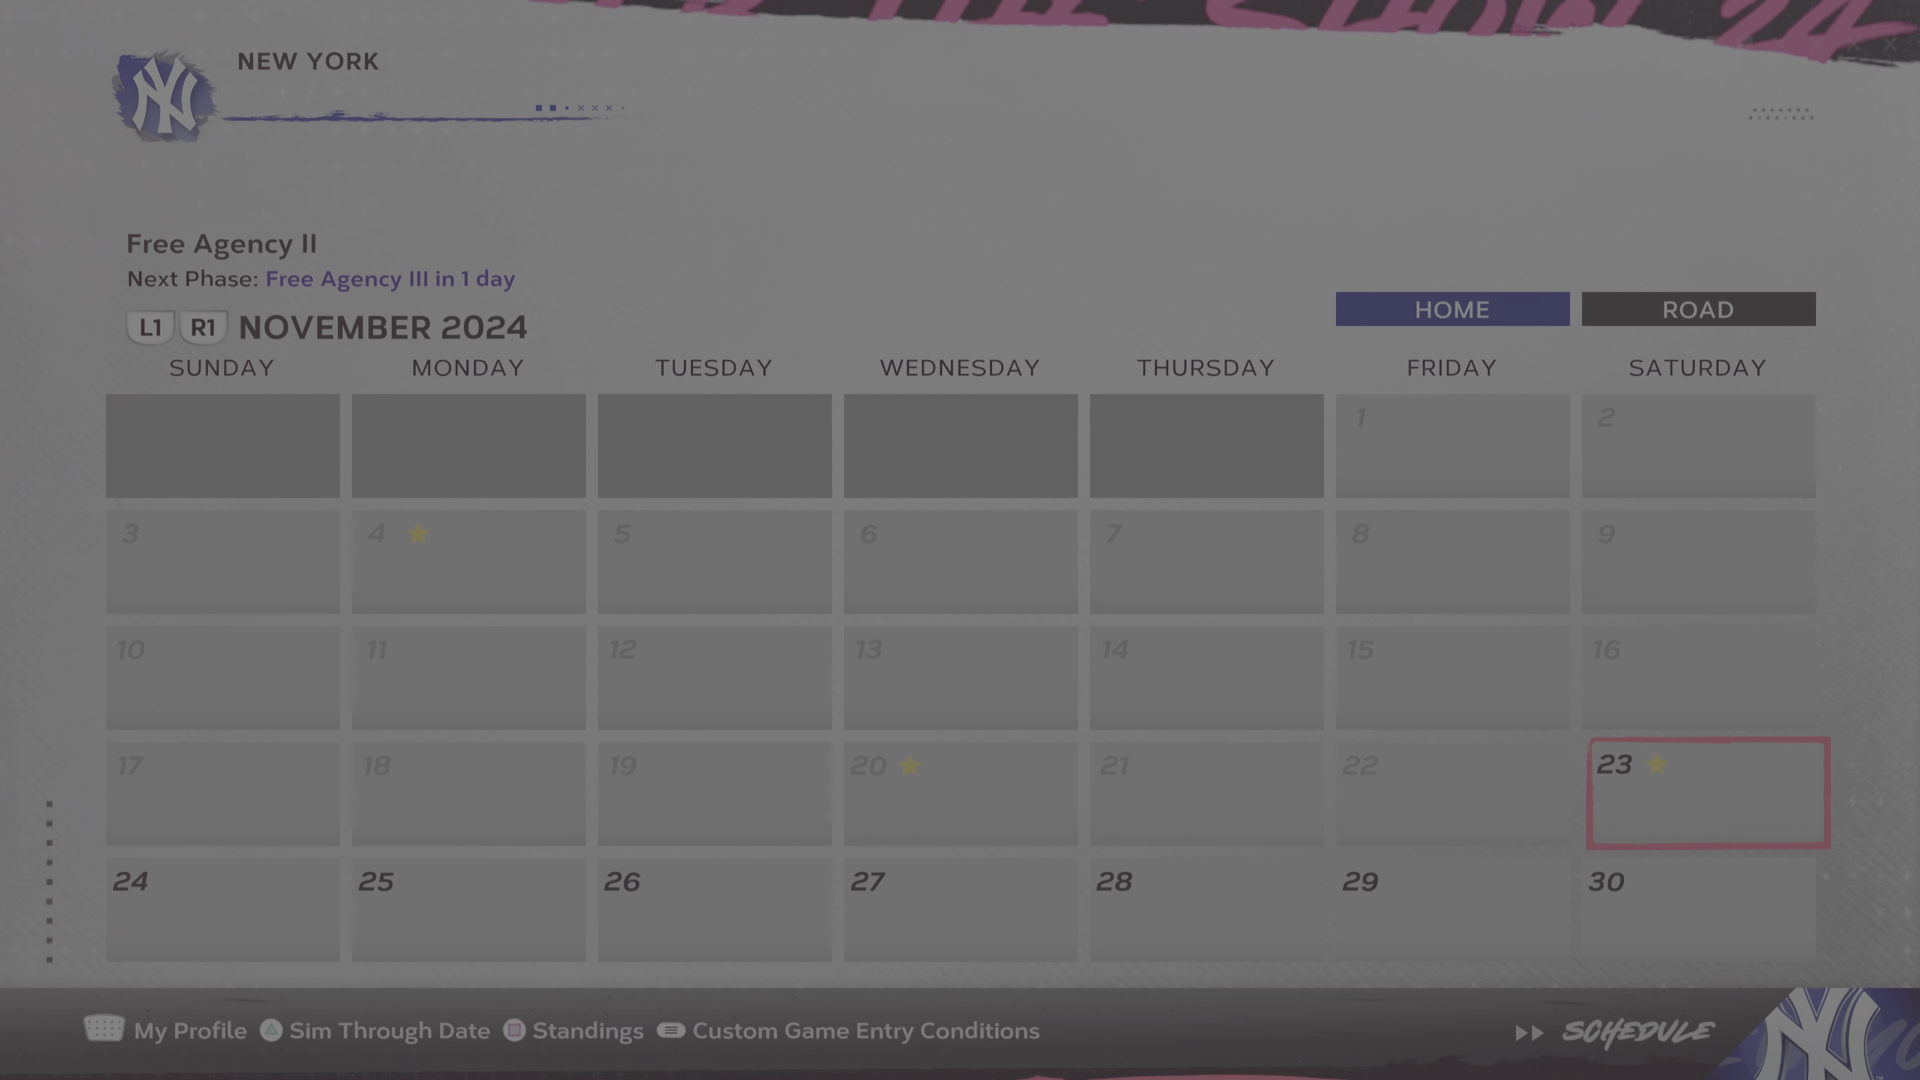 NEW YORK
Free Agency II
Next Phase: Free Agency III in 1 day
L1 R1 NOVEMBER 2024
HOME ROAD
SUNDAY MONDAY TUESDAY WEDNESDAY THURSDAY FRIDAY SATURDAY
1 2
3 4 5 6 7 8 9
10 11 12 13 14 15 16
17 18 19 20 21 22 23
24 25 26 27 28 29 30
My Profile Sim Through Date Standings Custom Game Entry Conditions
SCHEDULE